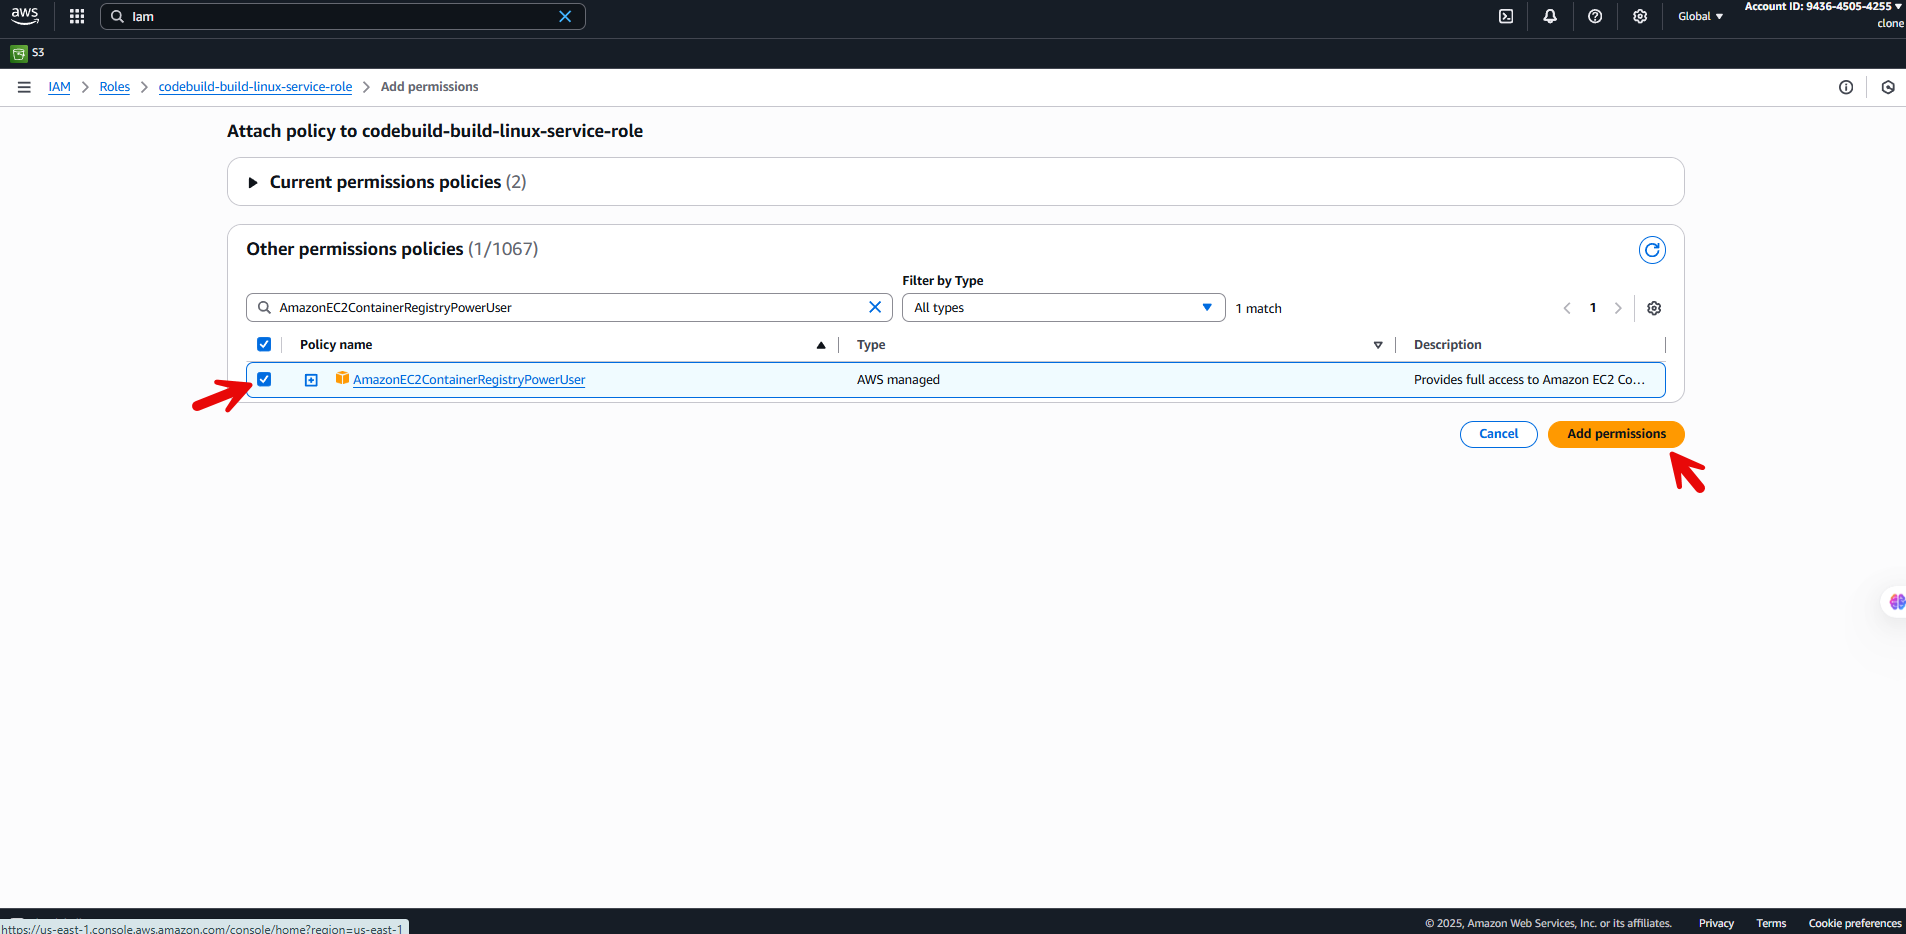 aws
Iam
Global
Account ID: 9436-4505-4255
clone
S3
IAM > Roles > codebuild-build-linux-service-role > Add permissions
Attach policy to codebuild-build-linux-service-role
Current permissions policies (2)
Other permissions policies (1/1067)
Filter by Type
AmazonEC2ContainerRegistryPowerUser
All types
1 match
1
Policy name
Type
Description
AmazonEC2ContainerRegistryPowerUser
AWS managed
Provides full access to Amazon EC2 Co...
Cancel
Add permissions
© 2025, Amazon Web Services, Inc. or its affiliates.
Privacy
Terms
Cookie preferences
https://us-east-1.console.aws.amazon.com/console/home?region=us-east-1